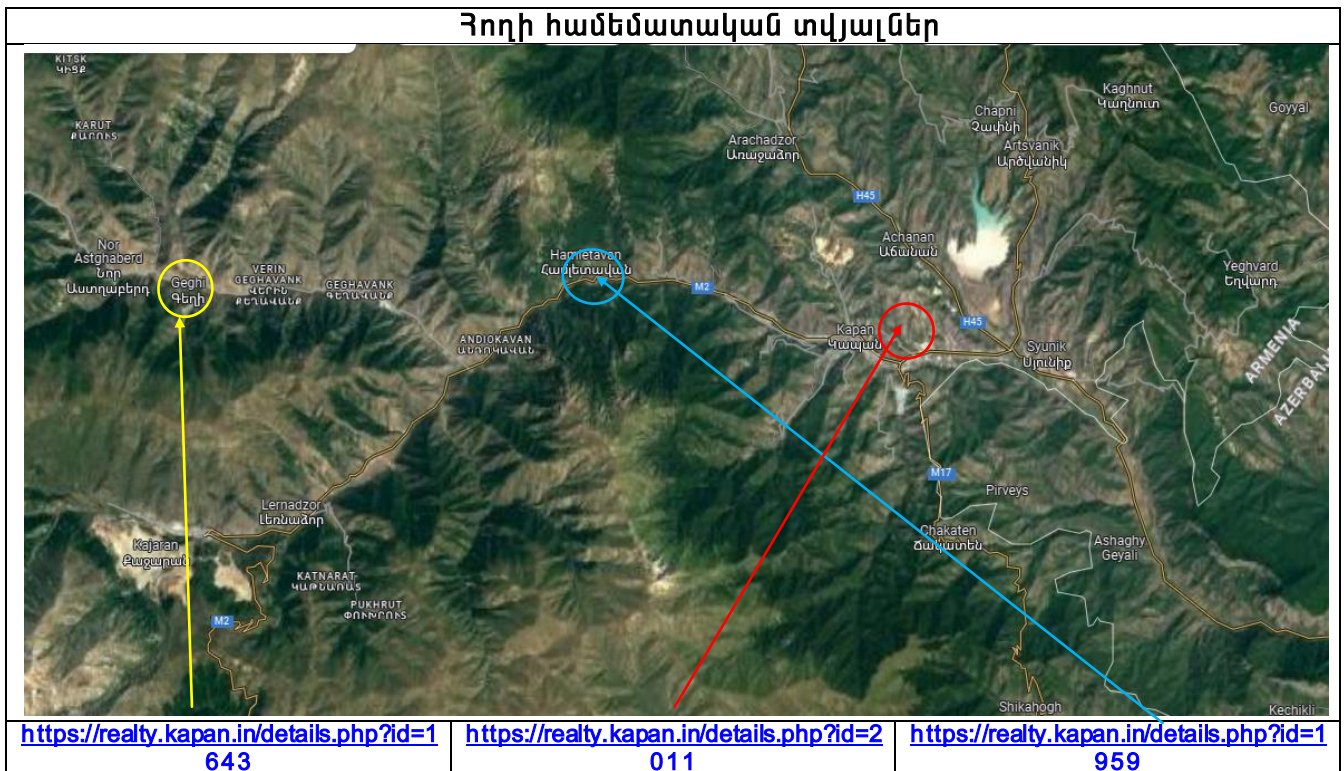 Հողի համեմատական տվյալներ
KITSK
ԿԻՑՔ
KARUT
ՔԱՐՈՒՏ
Kaghnut
Կաղնուտ
Goyyal
Chapni
Չափնի
Arachadzor
Առաջաձոր
Artsvanik
Արծվանիկ
H45
Nor
Astghaberd
Նոր
Աստղաբերդ
Geghi
Գեղի
VERIN
GEGHAVANK
ՎԵՐԻՆ
ԳԵՂԱՎԱՆՔ
GEGHAVANK
ԳԵՂԱՎԱՆՔ
Hamletavan
Համլետավան
M2
Achanan
Աճանան
Yeghvard
Եղվարդ
ANDIOKAVAN
ԱՆԴՈԿԱՎԱՆ
Kapan
Կապան
H45
Syunik
Սյունիք
ARMENIA
AZERBAI
M17
Pirveys
Lernadzor
Լեռնաձոր
Kajaran
Քաջարան
Chakaten
Ճակատեն
Ashaghy
Geyali
KATNARAT
ԿԱԹՆԱՌԱՏ
PUKHRUT
ՓՈՒԽՐՈՒՏ
M2
Shikahogh
Kechikli
https://realty.kapan.in/details.php?id=1
643
https://realty.kapan.in/details.php?id=2
011
https://realty.kapan.in/details.php?id=1
959